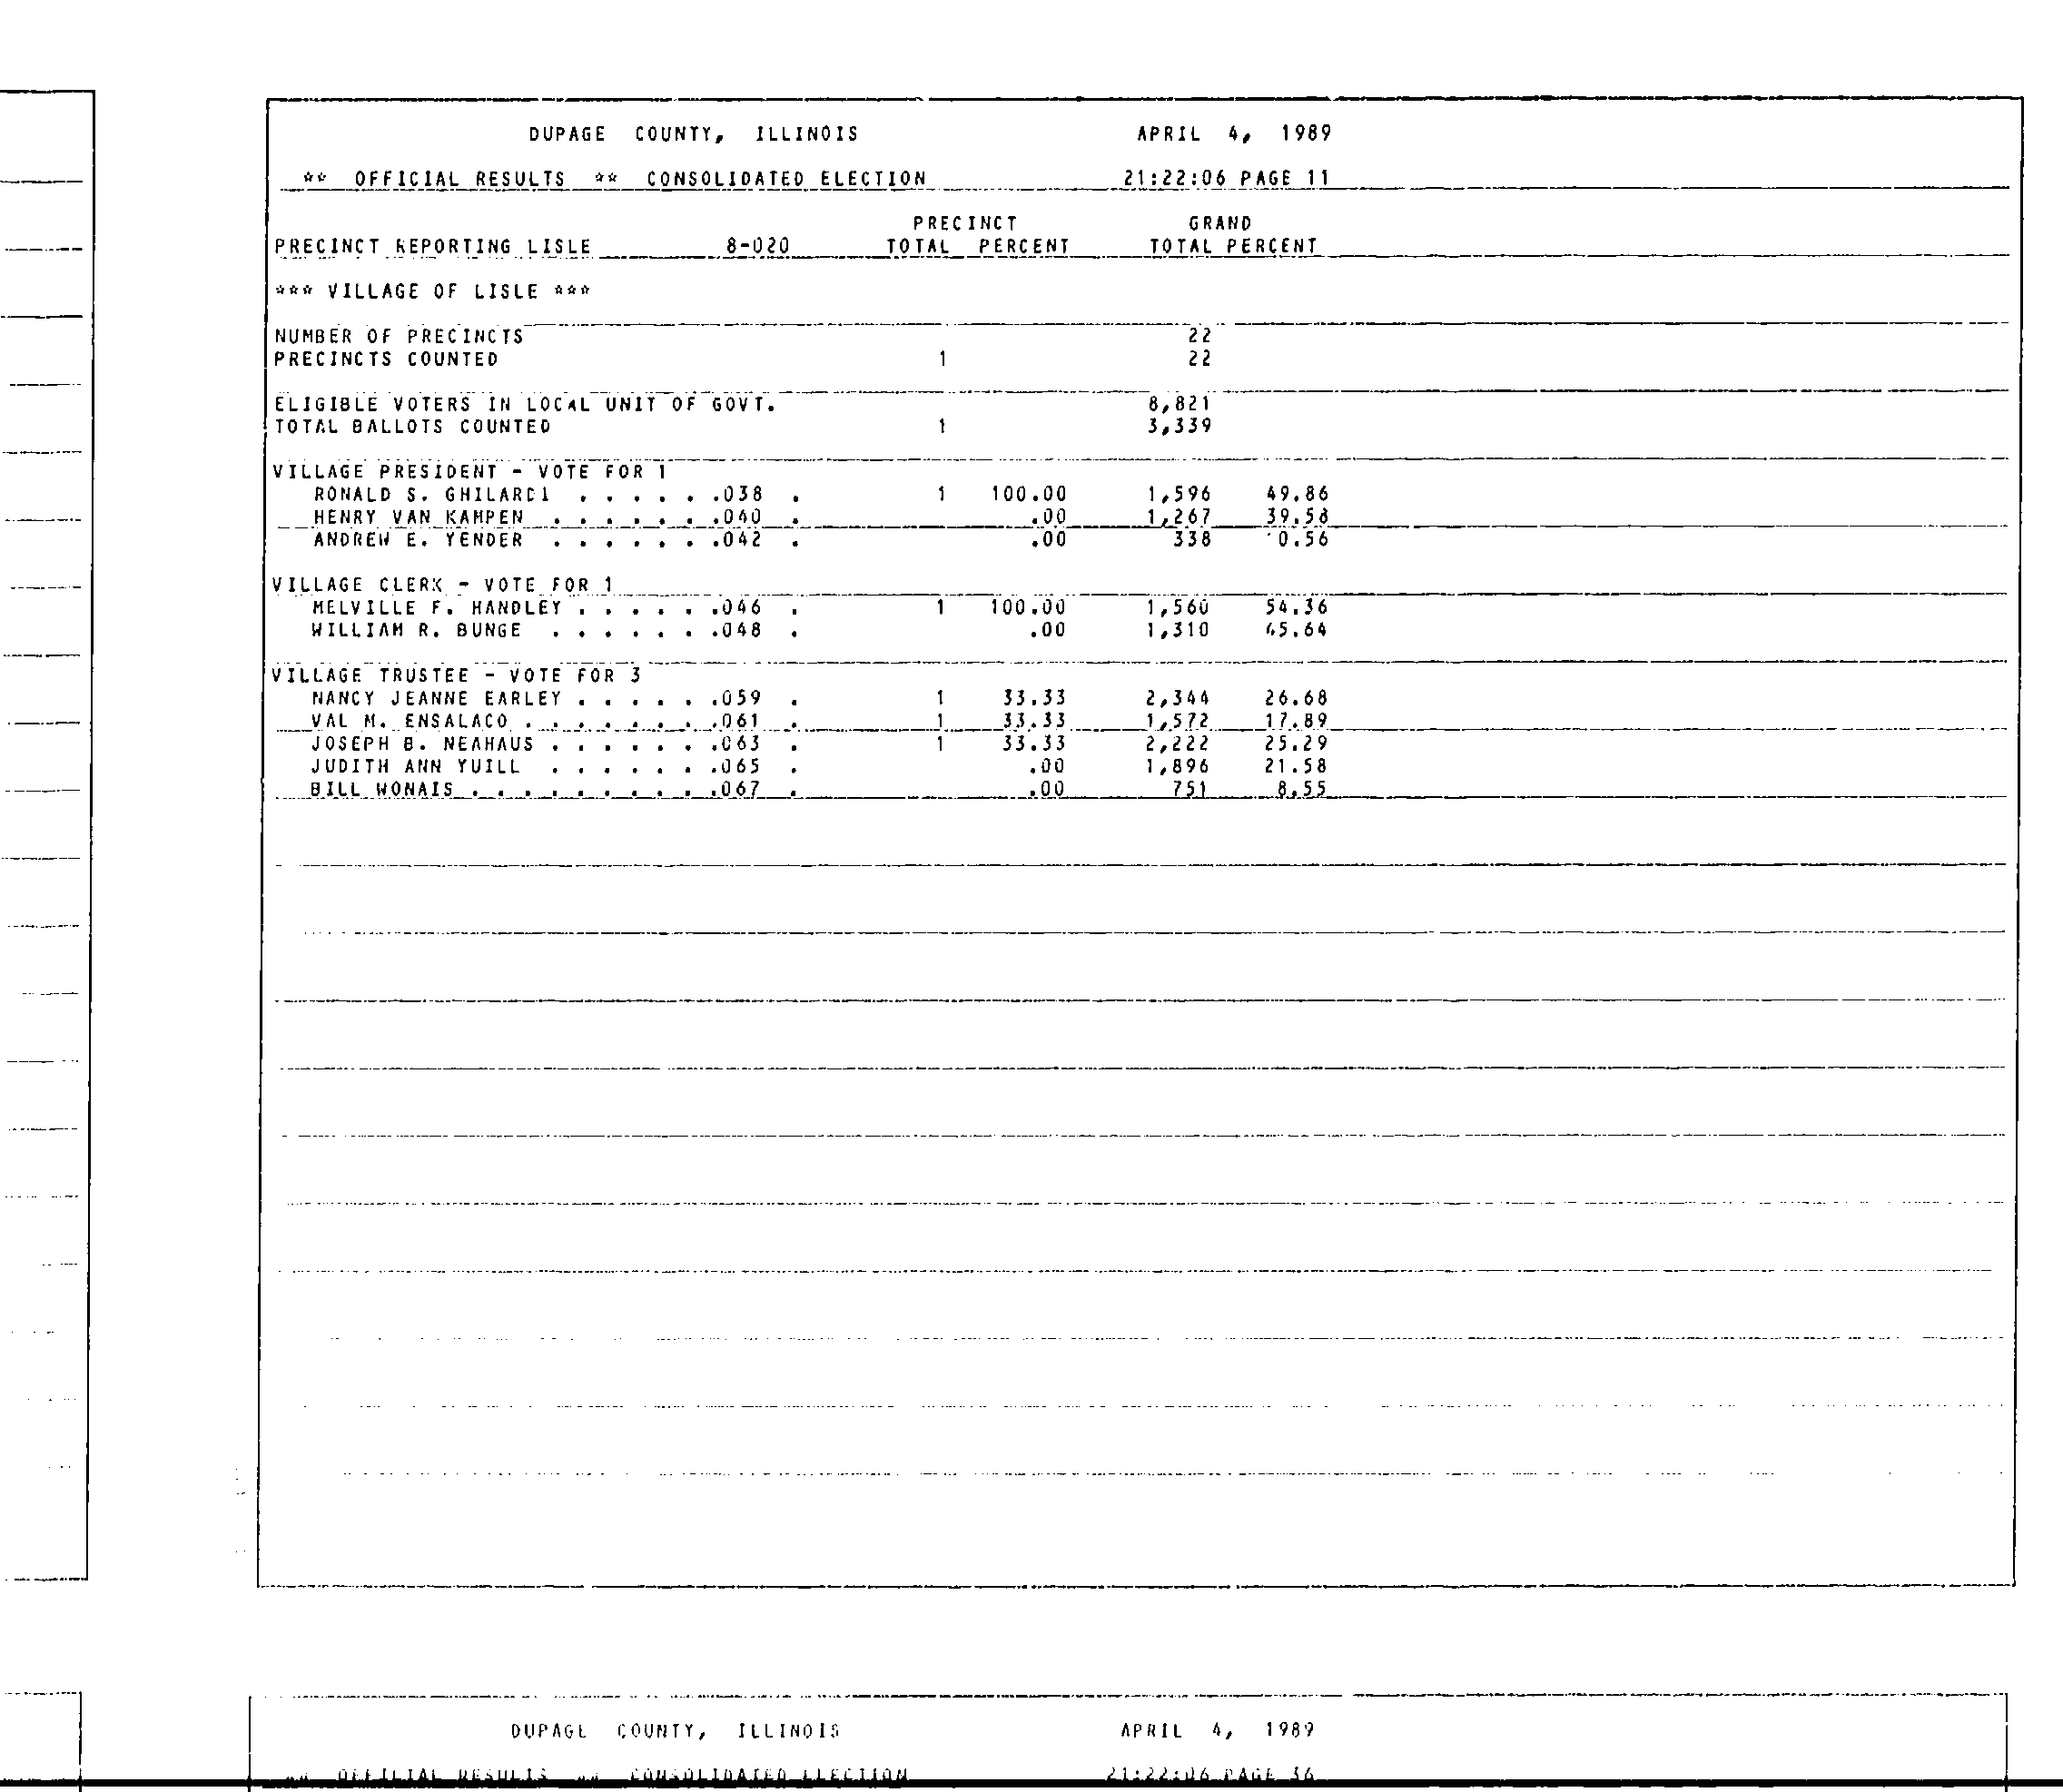 DUPAGE COUNTY, ILLINOIS APRIL 4, 1989
** OFFICIAL RESULTS ** CONSOLIDATED ELECTION 21:22:06 PAGE 11
PRECINCT GRAND
PRECINCT REPORTING LISLE 8-020 TOTAL PERCENT TOTAL PERCENT
*** VILLAGE OF LISLE ***
NUMBER OF PRECINCTS 22
PRECINCTS COUNTED 1 22
ELIGIBLE VOTERS IN LOCAL UNIT OF GOVT. 8,821
TOTAL BALLOTS COUNTED 1 3,339
VILLAGE PRESIDENT - VOTE FOR 1
RONALD S. GHILARDI . . . . . .038 . 1 100.00 1,596 49.86
HENRY VAN KAMPEN . . . . . . .040 . .00 1,267 39.58
ANDREW E. YENDER . . . . . . .042 . .00 338 0.56
VILLAGE CLERK - VOTE FOR 1
MELVILLE F. HANDLEY . . . . . .046 . 1 100.00 1,560 54.36
WILLIAM R. BUNGE . . . . . . .048 . .00 1,310 45.64
VILLAGE TRUSTEE - VOTE FOR 3
NANCY JEANNE EARLEY . . . . . .059 . 1 33.33 2,344 26.68
VAL M. ENSALACO . . . . . . . .061 . 1 33.33 1,572 17.89
JOSEPH B. NEAHAUS . . . . . . .063 . 1 33.33 2,222 25.29
JUDITH ANN YUILL . . . . . . .065 . .00 1,896 21.58
BILL WONAIS . . . . . . . . . .067 . .00 751 8.55
DUPAGE COUNTY, ILLINOIS APRIL 4, 1989
OFFICIAL RESULTS CONSOLIDATED ELECTION 21:22:06 PAGE 36